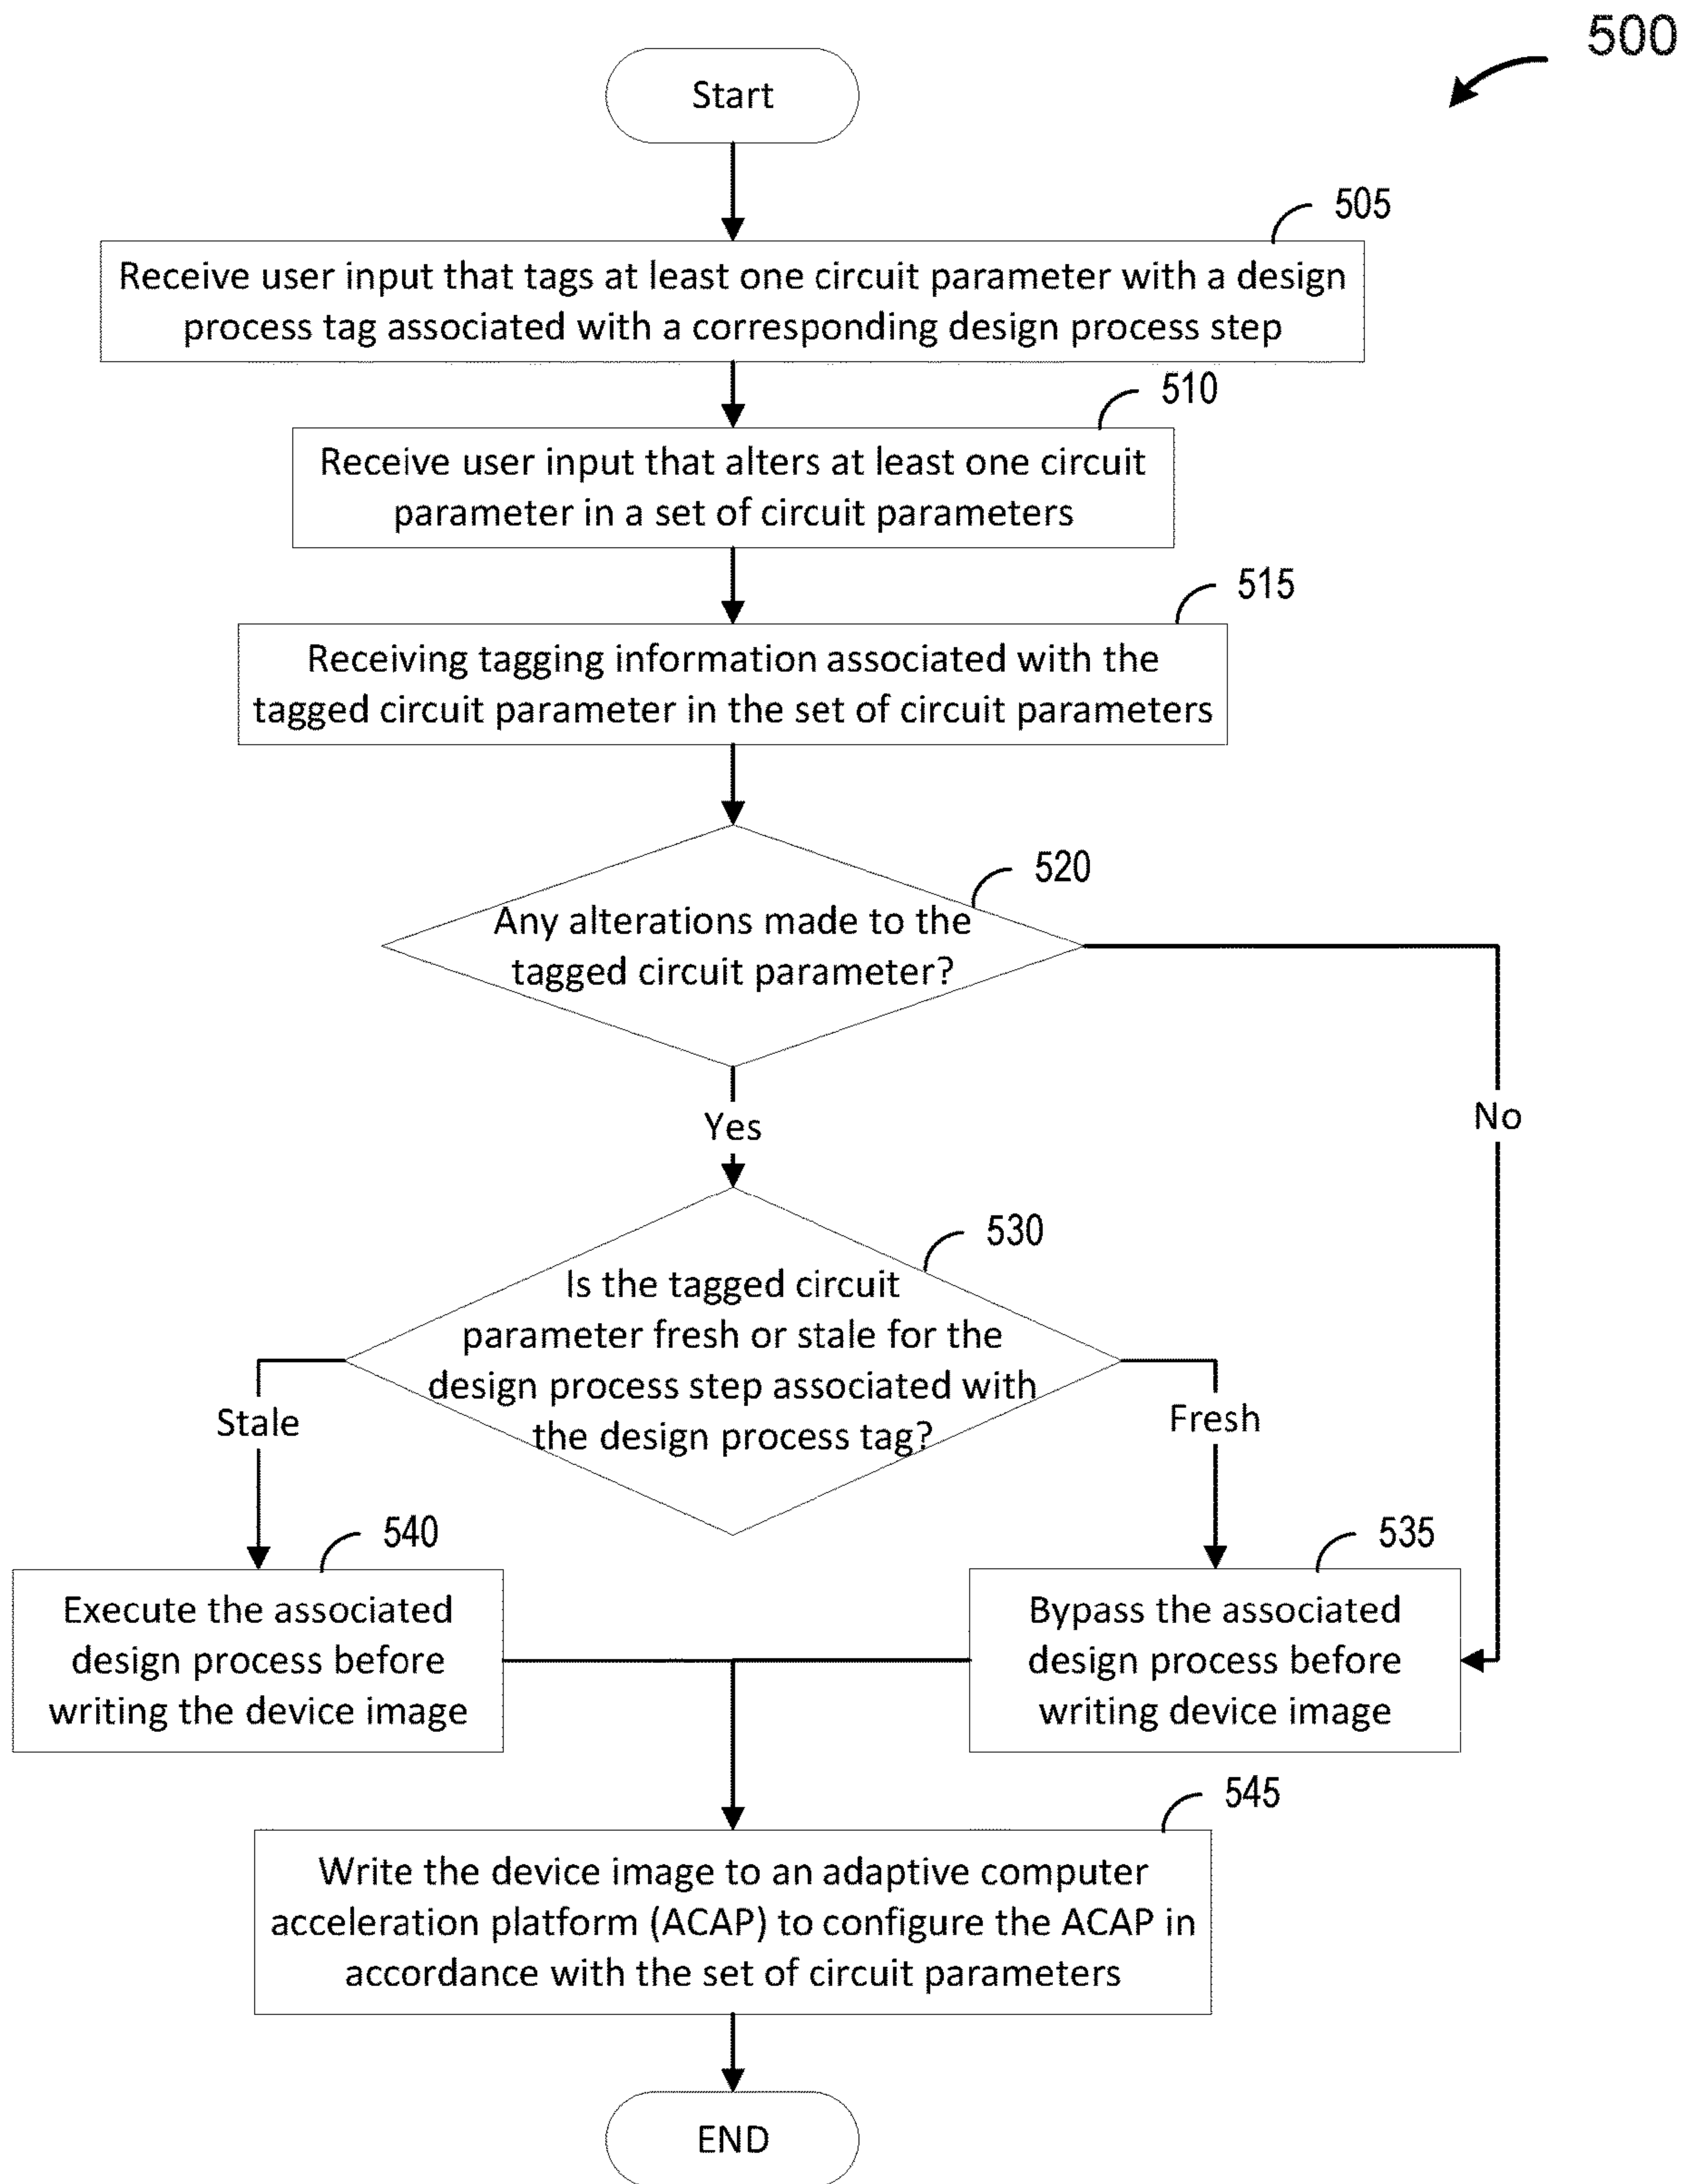 500
Start
505
Receive user input that tags at least one circuit parameter with a design
process tag associated with a corresponding design process step
510
Receive user input that alters at least one circuit
parameter in a set of circuit parameters
515
Receiving tagging information associated with the
tagged circuit parameter in the set of circuit parameters
520
Any alterations made to the
tagged circuit parameter?
No
Yes
530
Is the tagged circuit
parameter fresh or stale for the
design process step associated with
the design process tag?
Stale
Fresh
540
Execute the associated
design process before
writing the device image
535
Bypass the associated
design process before
writing device image
545
Write the device image to an adaptive computer
acceleration platform (ACAP) to configure the ACAP in
accordance with the set of circuit parameters
END